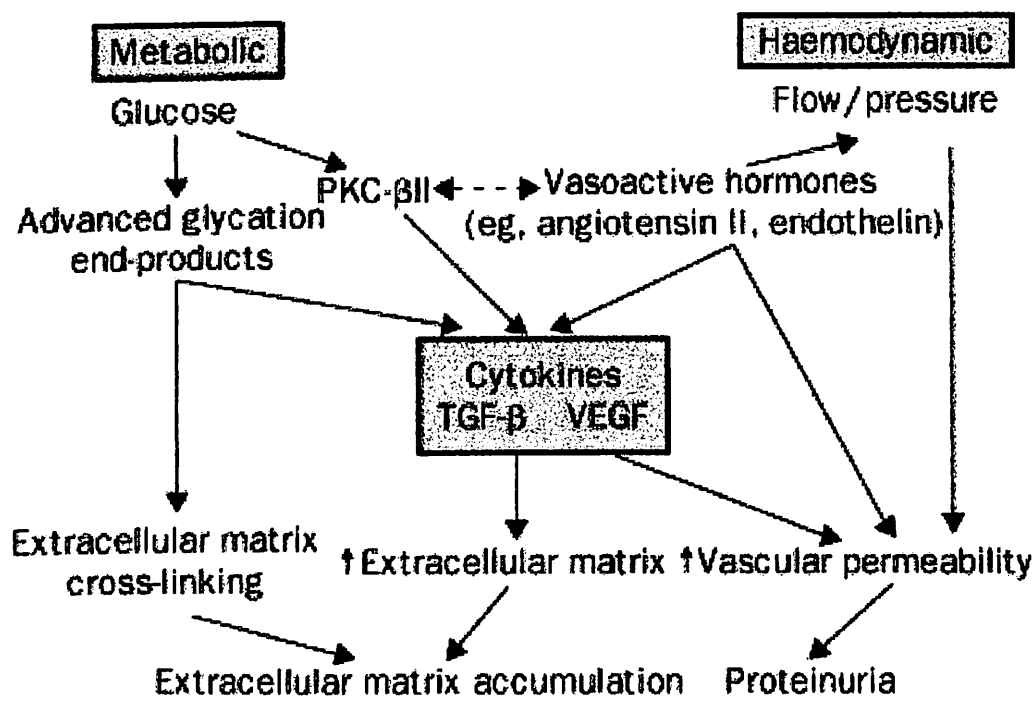 Metabolic
Haemodynamic
Glucose
Flow/pressure
PKC-βII
Vasoactive hormones
(eg, angiotensin II, endothelin)
Advanced glycation
end-products
Cytokines
TGF-β VEGF
Extracellular matrix
cross-linking
↑Extracellular matrix
↑Vascular permeability
Extracellular matrix accumulation
Proteinuria